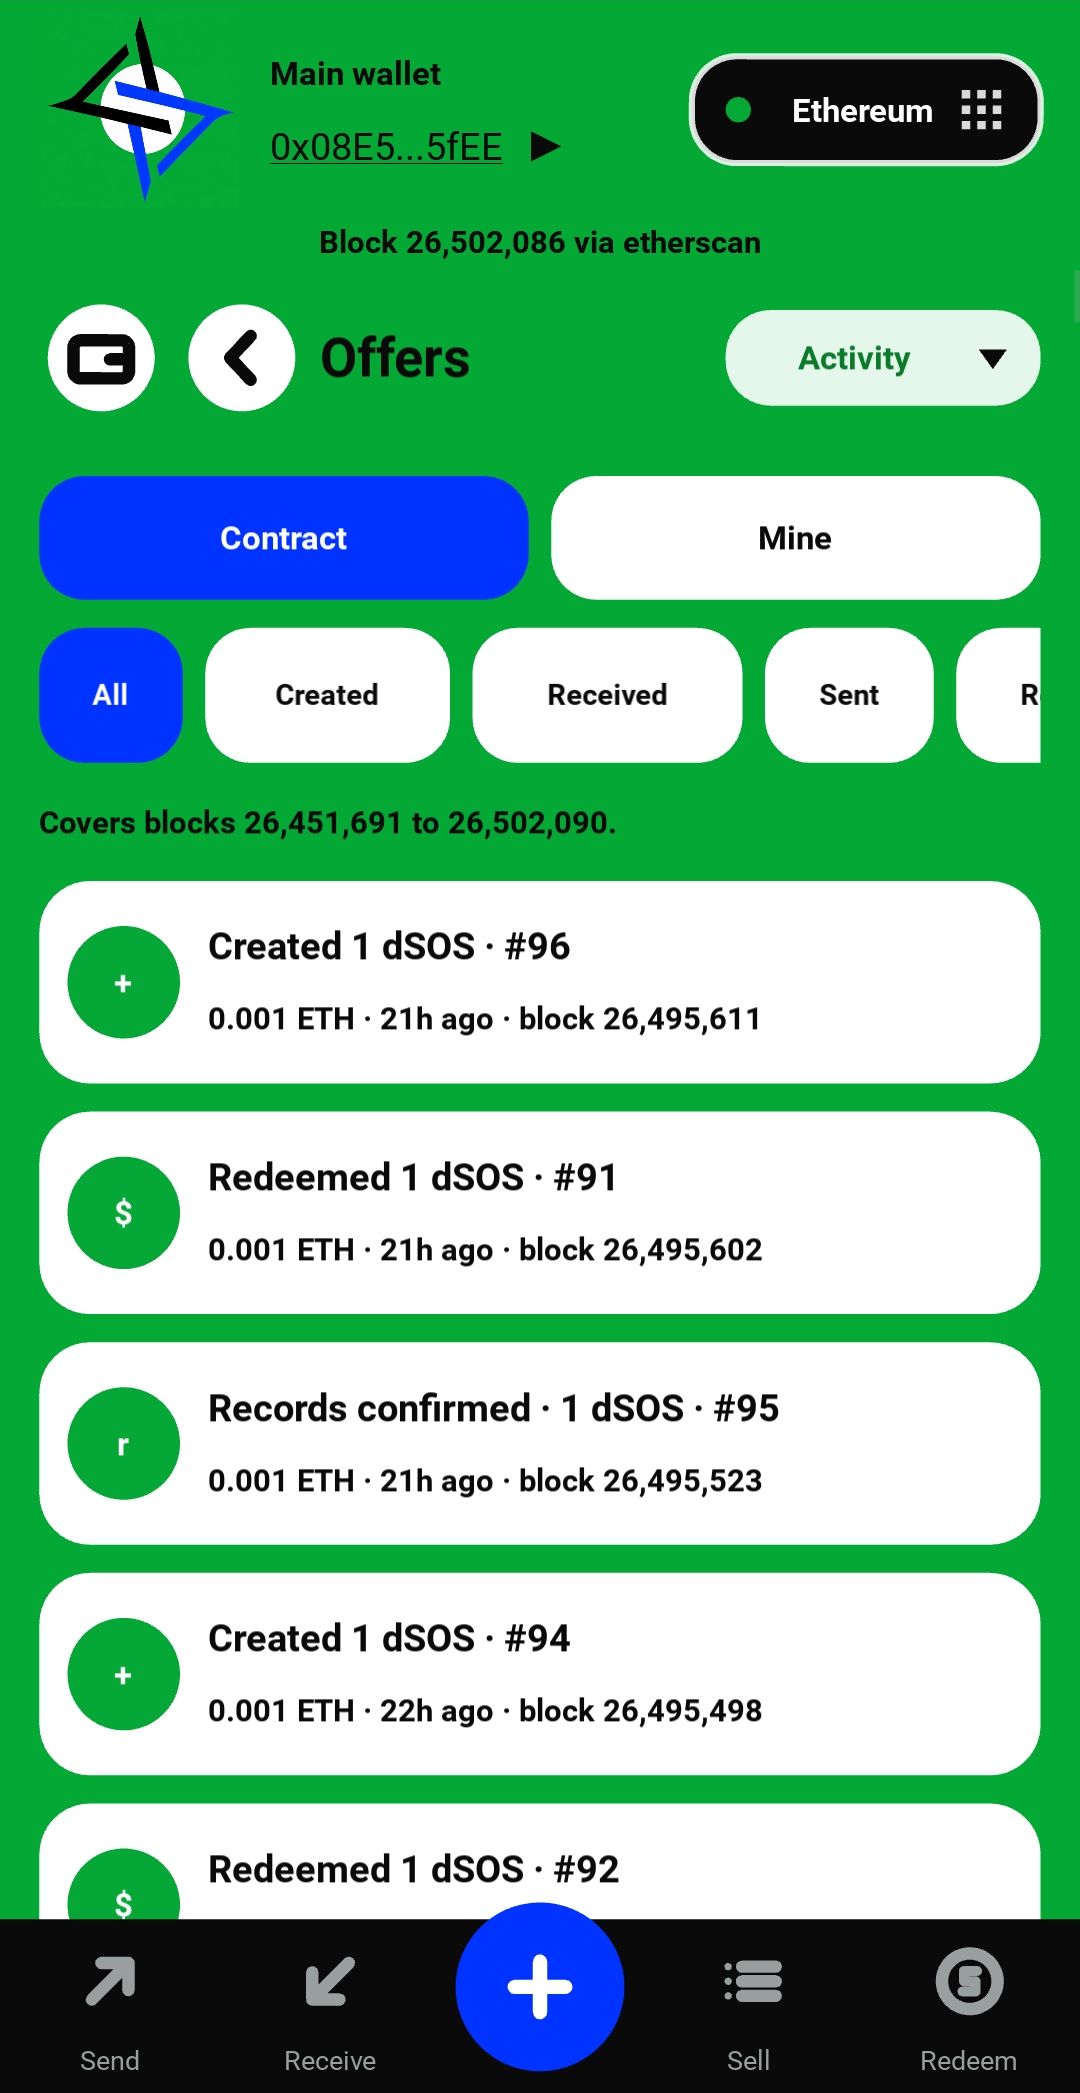 Main wallet
0x08E5...5fEE
Ethereum
Block 26,502,086 via etherscan
Offers
Activity
Contract
Mine
All
Created
Received
Sent
Covers blocks 26,451,691 to 26,502,090.
+
Created 1 dSOS · #96
0.001 ETH · 21h ago · block 26,495,611
$
Redeemed 1 dSOS · #91
0.001 ETH · 21h ago · block 26,495,602
r
Records confirmed · 1 dSOS · #95
0.001 ETH · 21h ago · block 26,495,523
+
Created 1 dSOS · #94
0.001 ETH · 22h ago · block 26,495,498
$
Redeemed 1 dSOS · #92
Send
Receive
Sell
Redeem